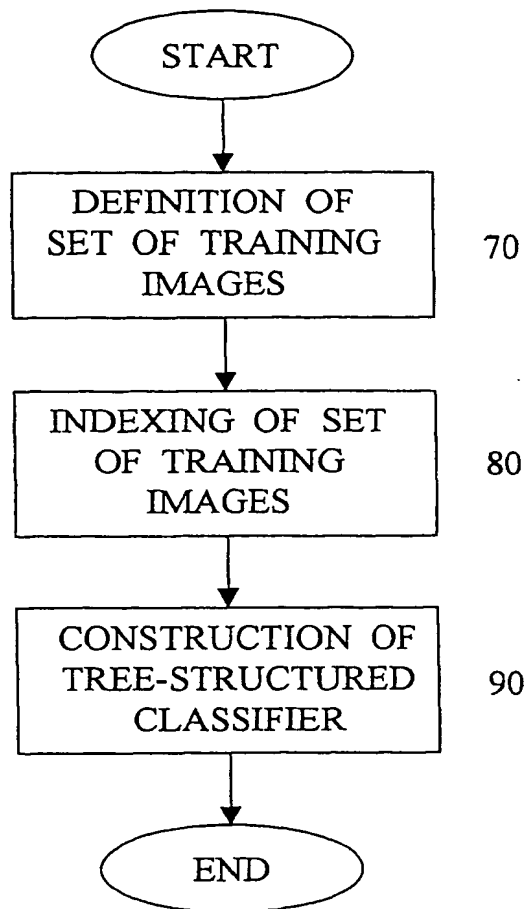 START
DEFINITION OF
SET OF TRAINING
IMAGES
70
INDEXING OF SET
OF TRAINING
IMAGES
80
CONSTRUCTION OF
TREE-STRUCTURED
CLASSIFIER
90
END